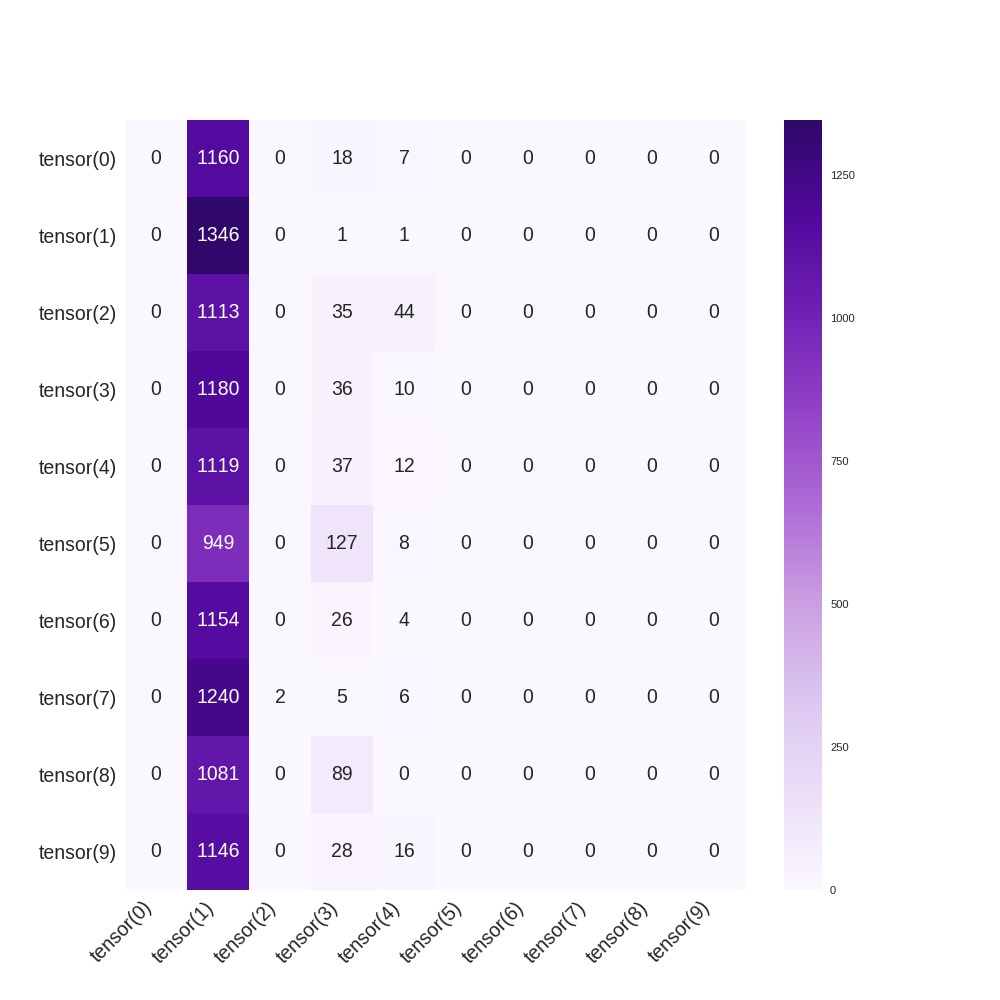 tensor(0) 0 1160 0 18 7 0 0 0 0 0
1250
tensor(1) 0 1346 0 1 1 0 0 0 0 0
tensor(2) 0 1113 0 35 44 0 0 0 0 0
1000
tensor(3) 0 1180 0 36 10 0 0 0 0 0
tensor(4) 0 1119 0 37 12 0 0 0 0 0
750
tensor(5) 0 949 0 127 8 0 0 0 0 0
500
tensor(6) 0 1154 0 26 4 0 0 0 0 0
tensor(7) 0 1240 2 5 6 0 0 0 0 0
250
tensor(8) 0 1081 0 89 0 0 0 0 0 0
tensor(9) 0 1146 0 28 16 0 0 0 0 0
0
tensor(0) tensor(1) tensor(2) tensor(3) tensor(4) tensor(5) tensor(6) tensor(7) tensor(8) tensor(9)